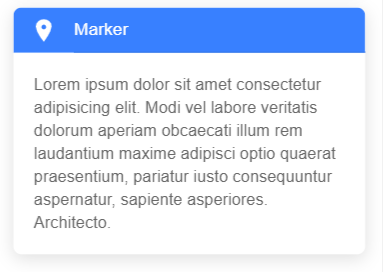 Marker
Lorem ipsum dolor sit amet consectetur
adipisicing elit. Modi vel labore veritatis
dolorum aperiam obcaecati illum rem
laudantium maxime adipisci optio quaerat
praesentium, pariatur iusto consequuntur
aspernatur, sapiente asperiores.
Architecto.